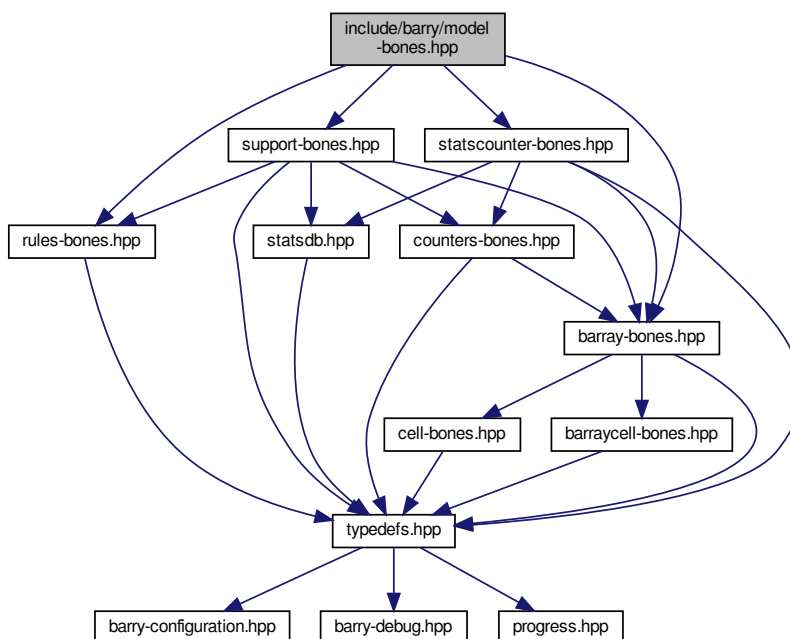 include/barry/model
-bones.hpp
support-bones.hpp
statscounter-bones.hpp
rules-bones.hpp
statsdb.hpp
counters-bones.hpp
barray-bones.hpp
cell-bones.hpp
barraycell-bones.hpp
typedefs.hpp
barry-configuration.hpp
barry-debug.hpp
progress.hpp